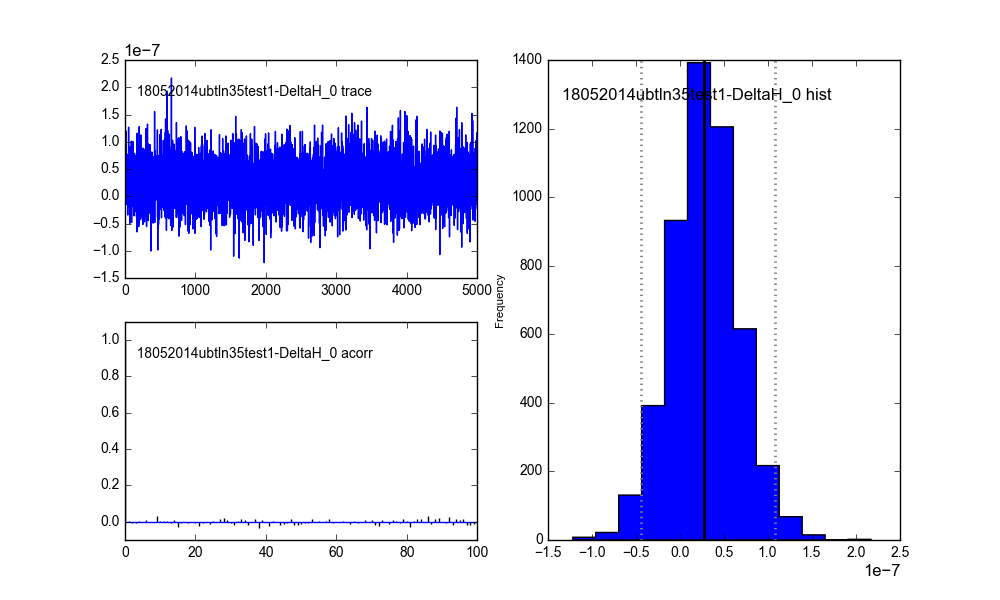 1e−7
2.5
2.0
1.5
1.0
0.5
0.0
−0.5
−1.0
−1.5
18052014ubtln35test1-DeltaH_0 trace
0 1000 2000 3000 4000 5000
1.0
0.8
0.6
0.4
0.2
0.0
18052014ubtln35test1-DeltaH_0 acorr
0 20 40 60 80 100
Frequency
1400
1200
1000
800
600
400
200
0
18052014ubtln35test1-DeltaH_0 hist
−1.5 −1.0 −0.5 0.0 0.5 1.0 1.5 2.0 2.5
1e−7